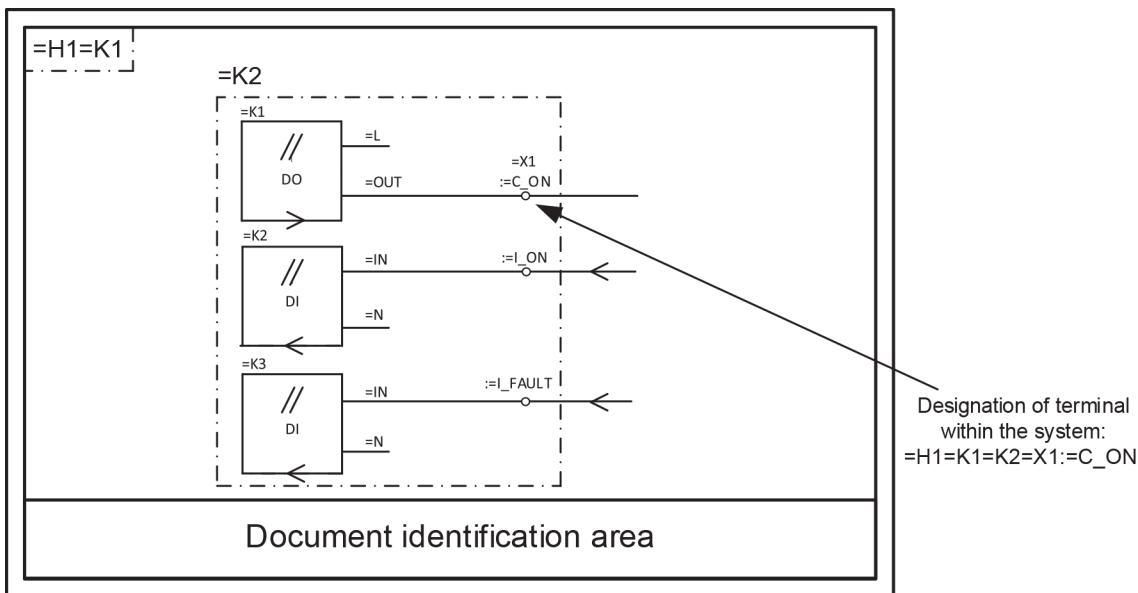 =H1=K1
=K2
=K1
//
DO
=L
=OUT
=X1
:=C_ON
=K2
//
DI
=IN
:=I_ON
=N
=K3
//
DI
=IN
:=I_FAULT
=N
Designation of terminal
within the system:
=H1=K1=K2=X1:=C_ON
Document identification area